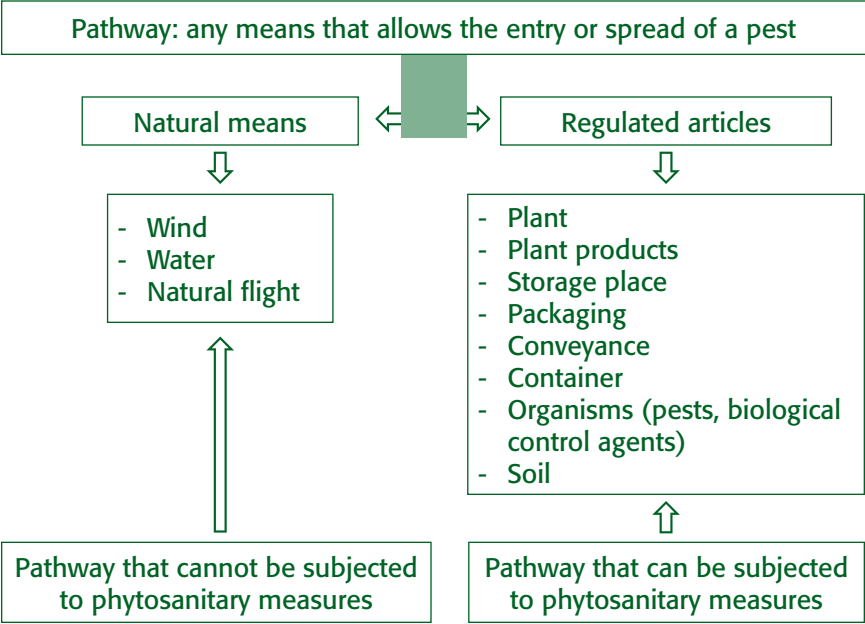 Pathway: any means that allows the entry or spread of a pest
Natural means
Regulated articles
- Wind
- Water
- Natural flight
- Plant
- Plant products
- Storage place
- Packaging
- Conveyance
- Container
- Organisms (pests, biological
control agents)
- Soil
Pathway that cannot be subjected
to phytosanitary measures
Pathway that can be subjected
to phytosanitary measures